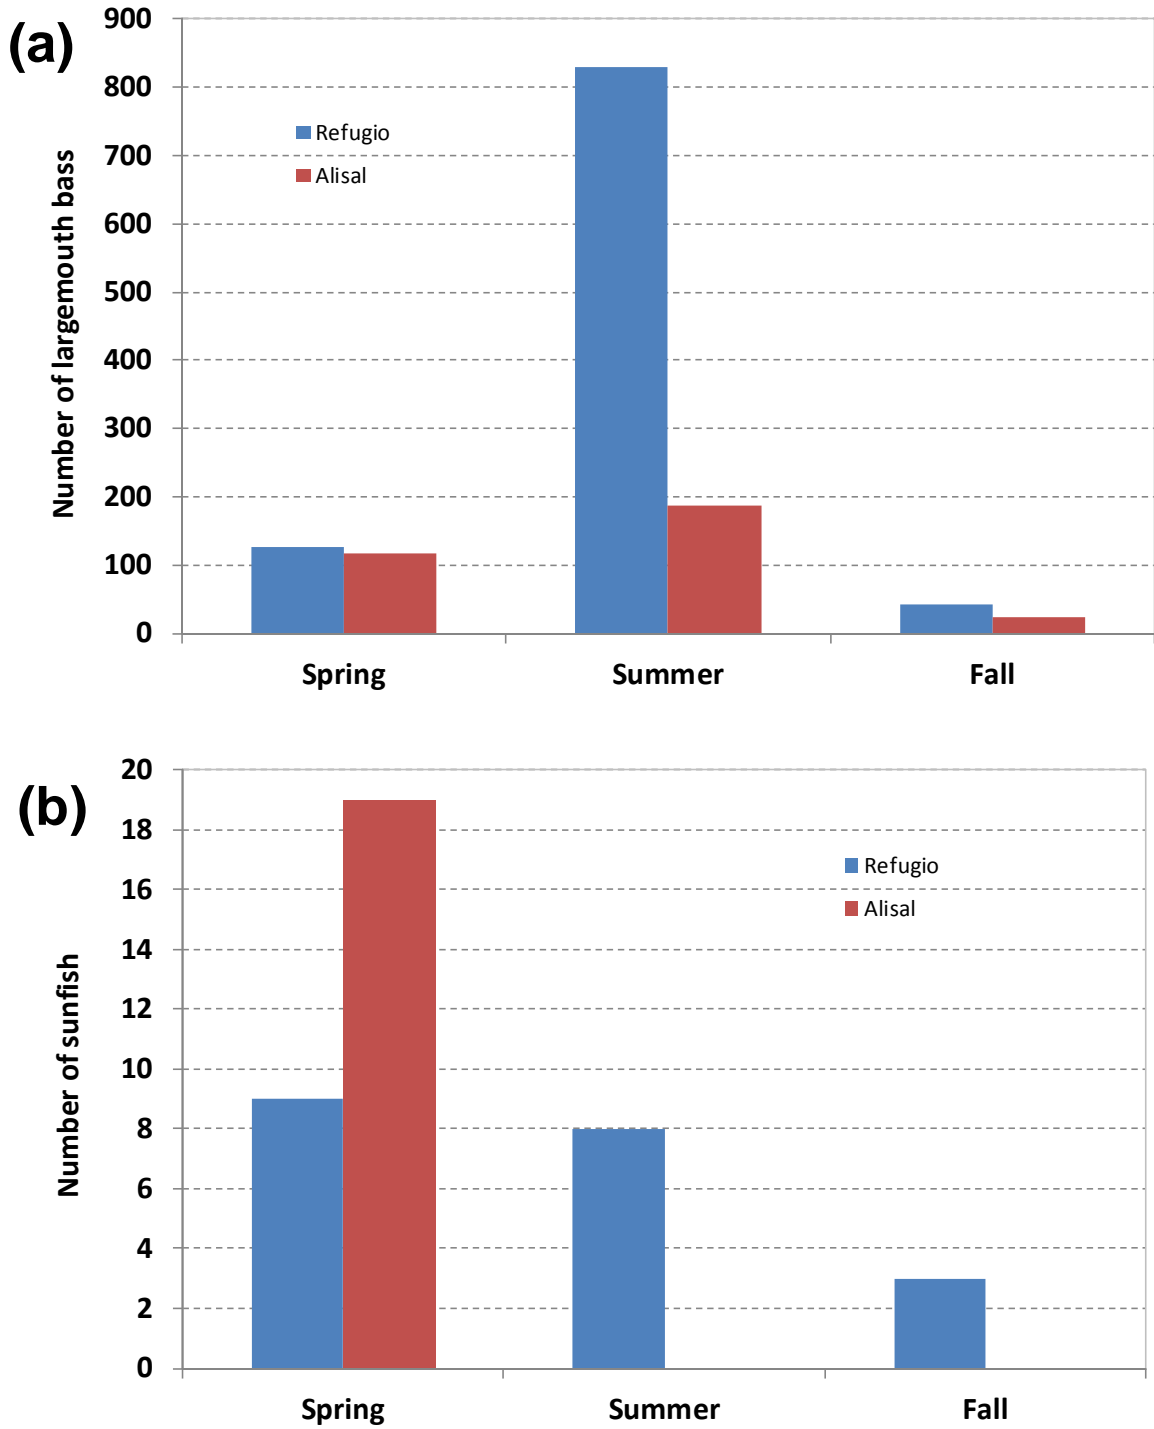 (a)
Number of largemouth bass
900
800
700
600
500
400
300
200
100
0
Refugio
Alisal
Spring Summer Fall
(b)
Number of sunfish
20
18
16
14
12
10
8
6
4
2
0
Refugio
Alisal
Spring Summer Fall